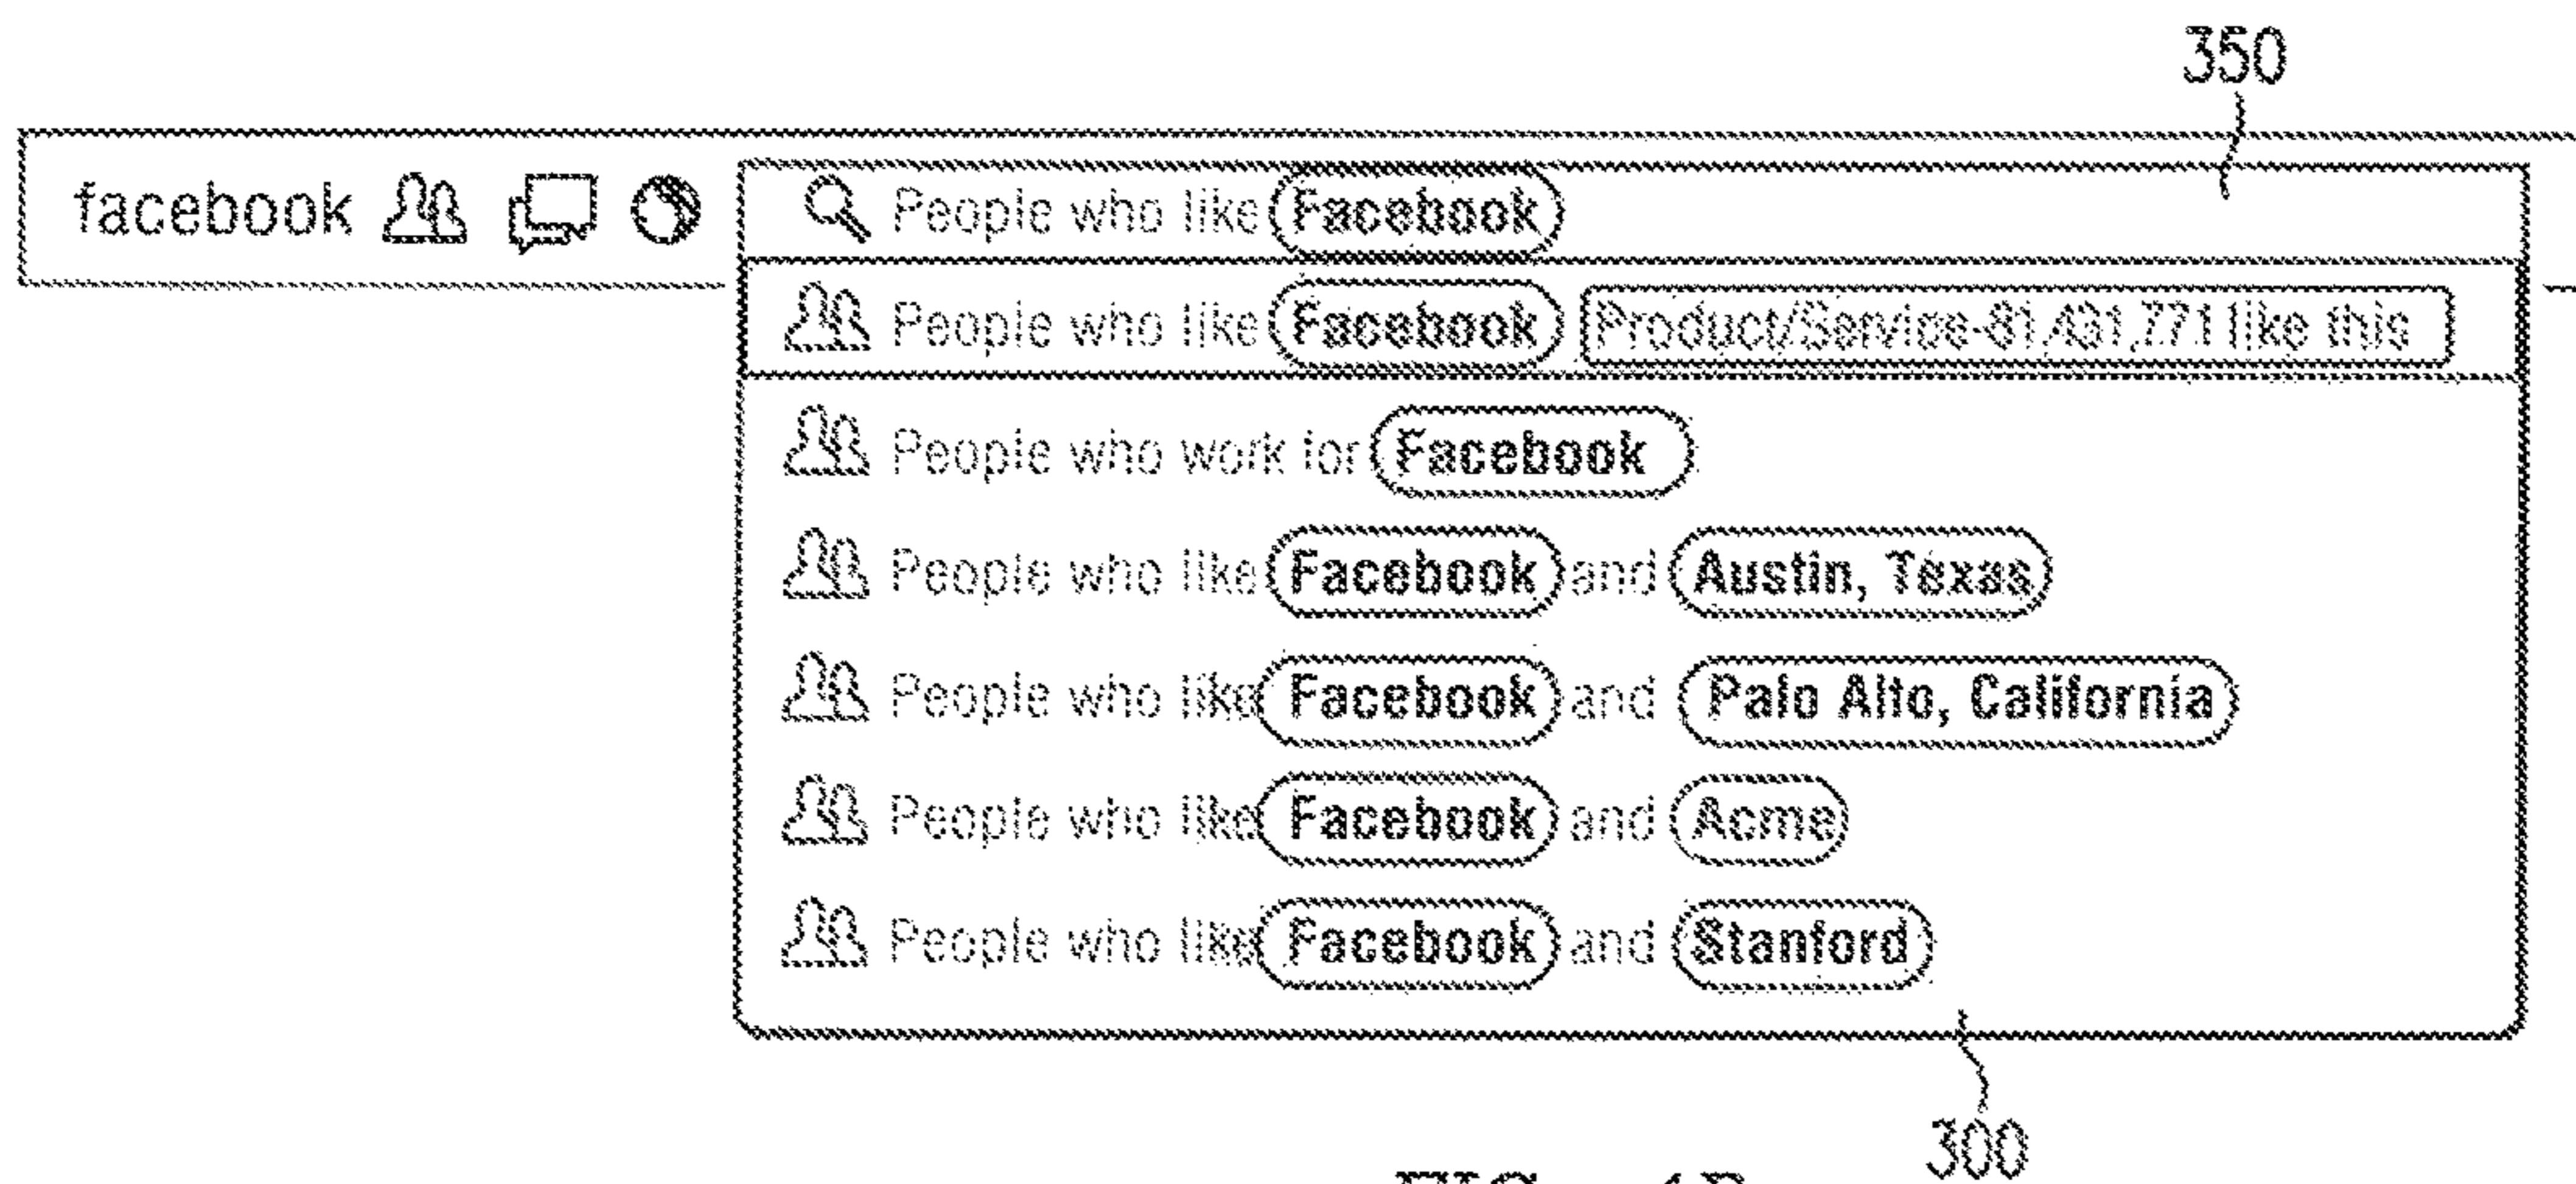 350
facebook People who like Facebook
People who like Facebook Product/Service-81,431,771 like this
People who work for Facebook
People who like Facebook and Austin, Texas
People who like Facebook and Palo Alto, California
People who like Facebook and Acme
People who like Facebook and Stanford
300